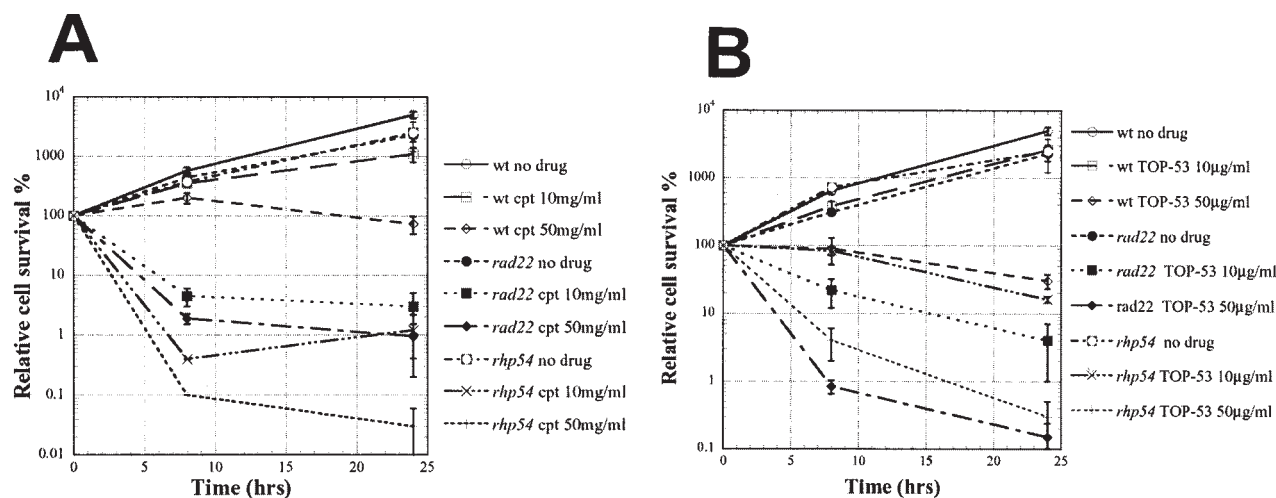 A
Relative cell survival %
10⁴
1000
100
10
1
0.1
0.01
0 5 10 15 20 25
Time (hrs)
wt no drug
wt cpt 10mg/ml
wt cpt 50mg/ml
rad22 no drug
rad22 cpt 10mg/ml
rad22 cpt 50mg/ml
rhp54 no drug
rhp54 cpt 10mg/ml
rhp54 cpt 50mg/ml
B
Relative cell survival %
10⁴
1000
100
10
1
0.1
0 5 10 15 20 25
Time (hrs)
wt no drug
wt TOP-53 10µg/ml
wt TOP-53 50µg/ml
rad22 no drug
rad22 TOP-53 10µg/ml
rad22 TOP-53 50µg/ml
rhp54 no drug
rhp54 TOP-53 10µg/ml
rhp54 TOP-53 50µg/ml